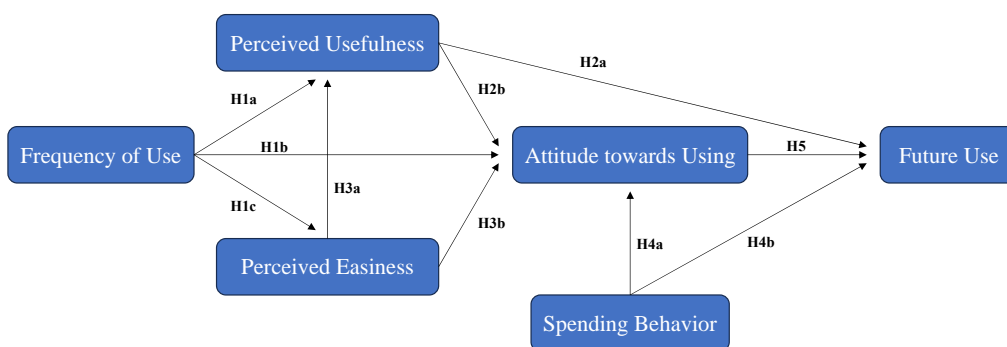 Perceived Usefulness
H2a
H2b
H1a
Frequency of Use
H1b
Attitude towards Using
H5
Future Use
H3a
H1c
H3b
Perceived Easiness
H4a
H4b
Spending Behavior